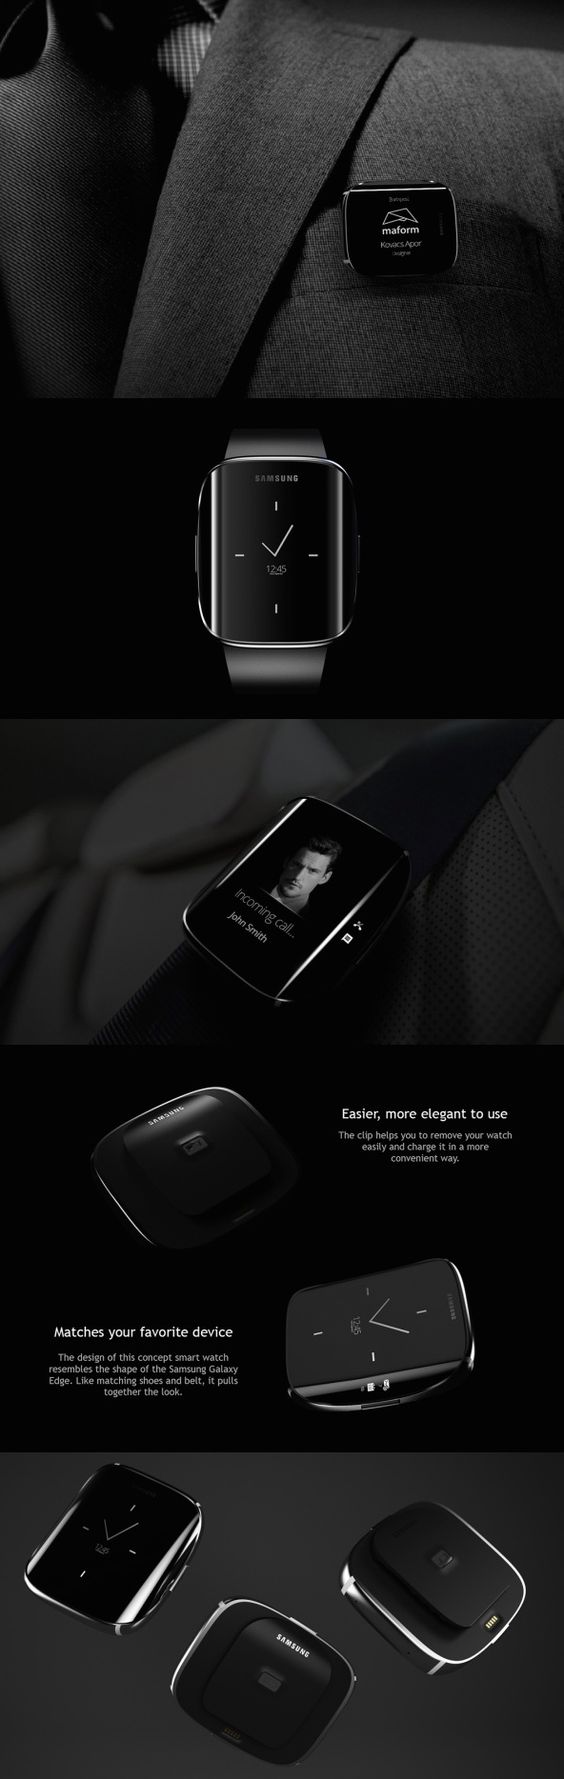 maform
Kovacs Apor
Designer
SAMSUNG
12:45
Incoming call...
John Smith
SAMSUNG
Easier, more elegant to use
The clip helps you to remove your watch
easily and charge it in a more
convenient way.
SAMSUNG
12:45
Matches your favorite device
The design of this concept smart watch
resembles the shape of the Samsung Galaxy
Edge. Like matching shoes and belt, it pulls
together the look.
12:45
SAMSUNG